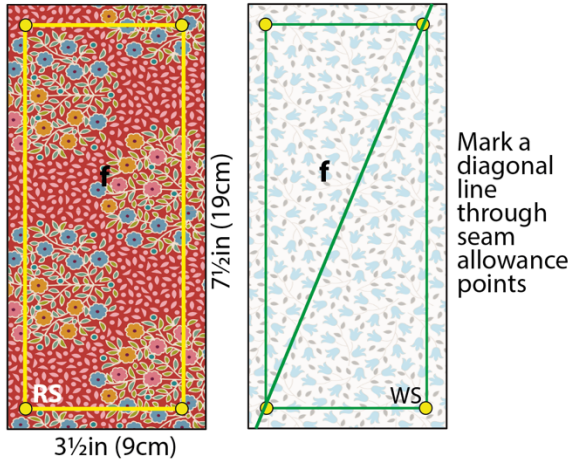 f
RS
3½in (9cm)
7½in (19cm)
f
WS
Mark a
diagonal
line
through
seam
allowance
points